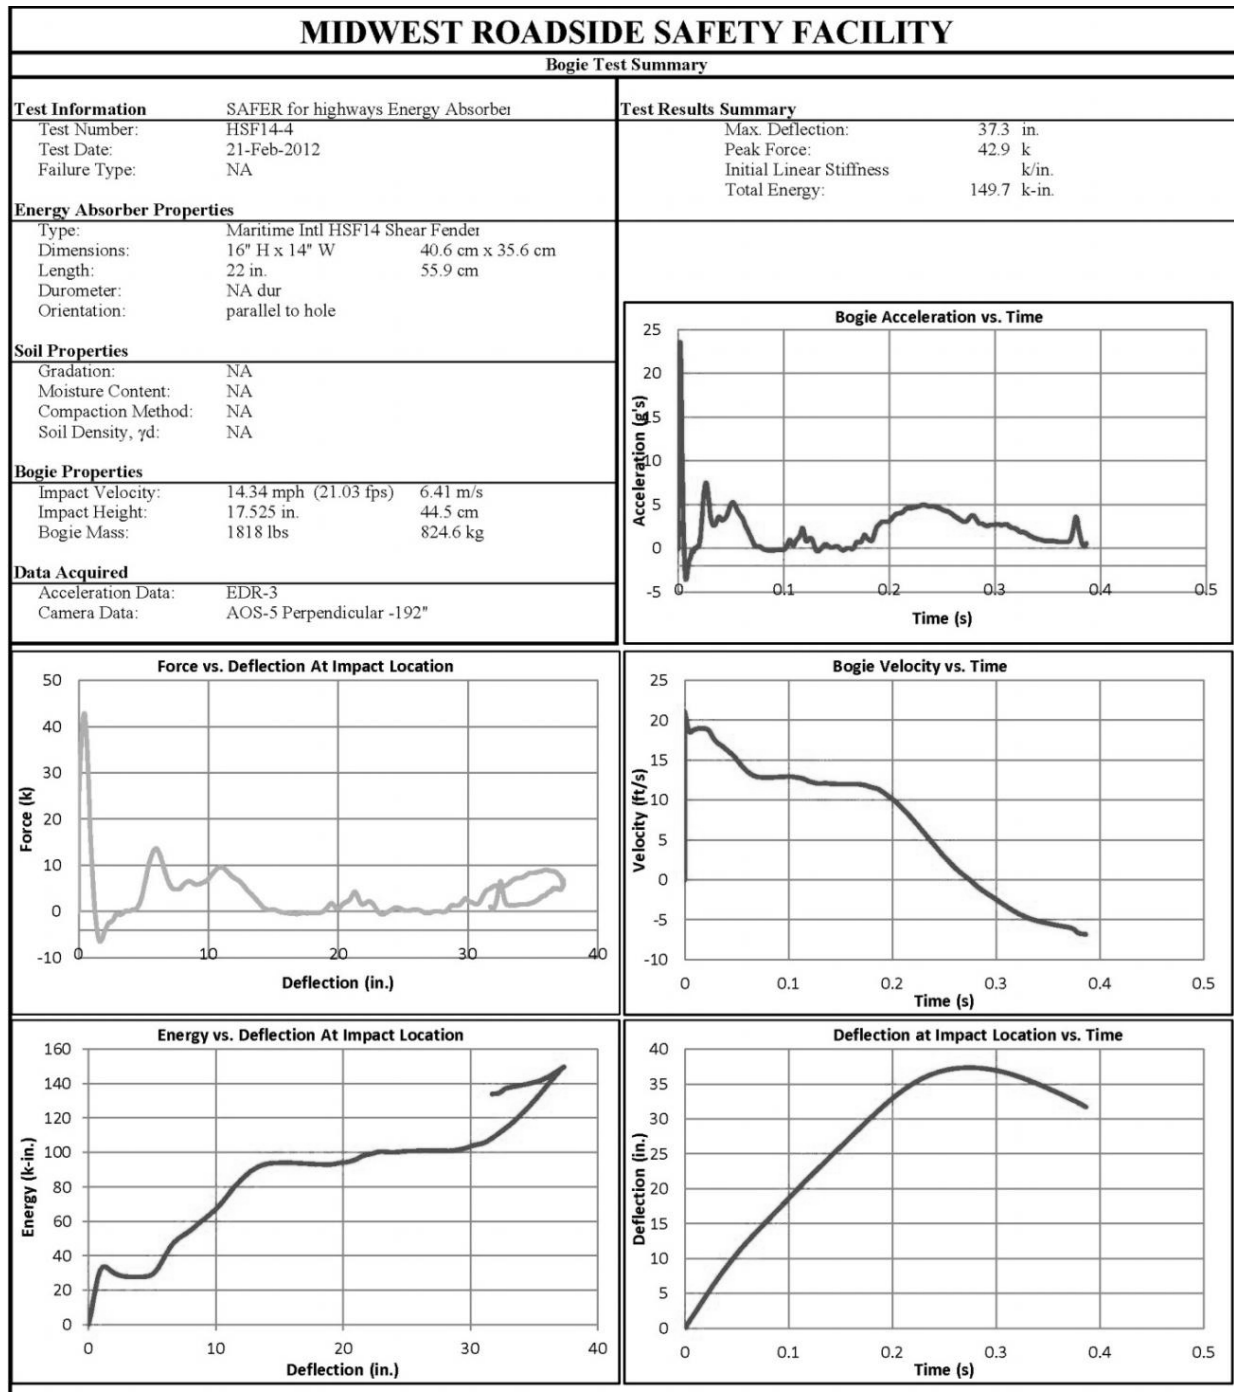 MIDWEST ROADSIDE SAFETY FACILITY
Bogie Test Summary
Test Information SAFER for highways Energy Absorber
Test Number: HSF14-4
Test Date: 21-Feb-2012
Failure Type: NA
Energy Absorber Properties
Type: Maritime Intl HSF14 Shear Fender
Dimensions: 16" H x 14" W 40.6 cm x 35.6 cm
Length: 22 in. 55.9 cm
Durometer: NA dur
Orientation: parallel to hole
Soil Properties
Gradation: NA
Moisture Content: NA
Compaction Method: NA
Soil Density, γd: NA
Bogie Properties
Impact Velocity: 14.34 mph (21.03 fps) 6.41 m/s
Impact Height: 17.525 in. 44.5 cm
Bogie Mass: 1818 lbs 824.6 kg
Data Acquired
Acceleration Data: EDR-3
Camera Data: AOS-5 Perpendicular -192"
Test Results Summary
Max. Deflection: 37.3 in.
Peak Force: 42.9 k
Initial Linear Stiffness k/in.
Total Energy: 149.7 k-in.
Bogie Acceleration vs. Time
Acceleration (g's)
25
20
15
10
5
0
-5
0 0.1 0.2 0.3 0.4 0.5
Time (s)
Force vs. Deflection At Impact Location
Force (k)
50
40
30
20
10
0
-10
0 10 20 30 40
Deflection (in.)
Bogie Velocity vs. Time
Velocity (ft/s)
25
20
15
10
5
0
-5
-10
0 0.1 0.2 0.3 0.4 0.5
Time (s)
Energy vs. Deflection At Impact Location
Energy (k-in.)
160
140
120
100
80
60
40
20
0
0 10 20 30 40
Deflection (in.)
Deflection at Impact Location vs. Time
Deflection (in.)
40
35
30
25
20
15
10
5
0
0 0.1 0.2 0.3 0.4 0.5
Time (s)